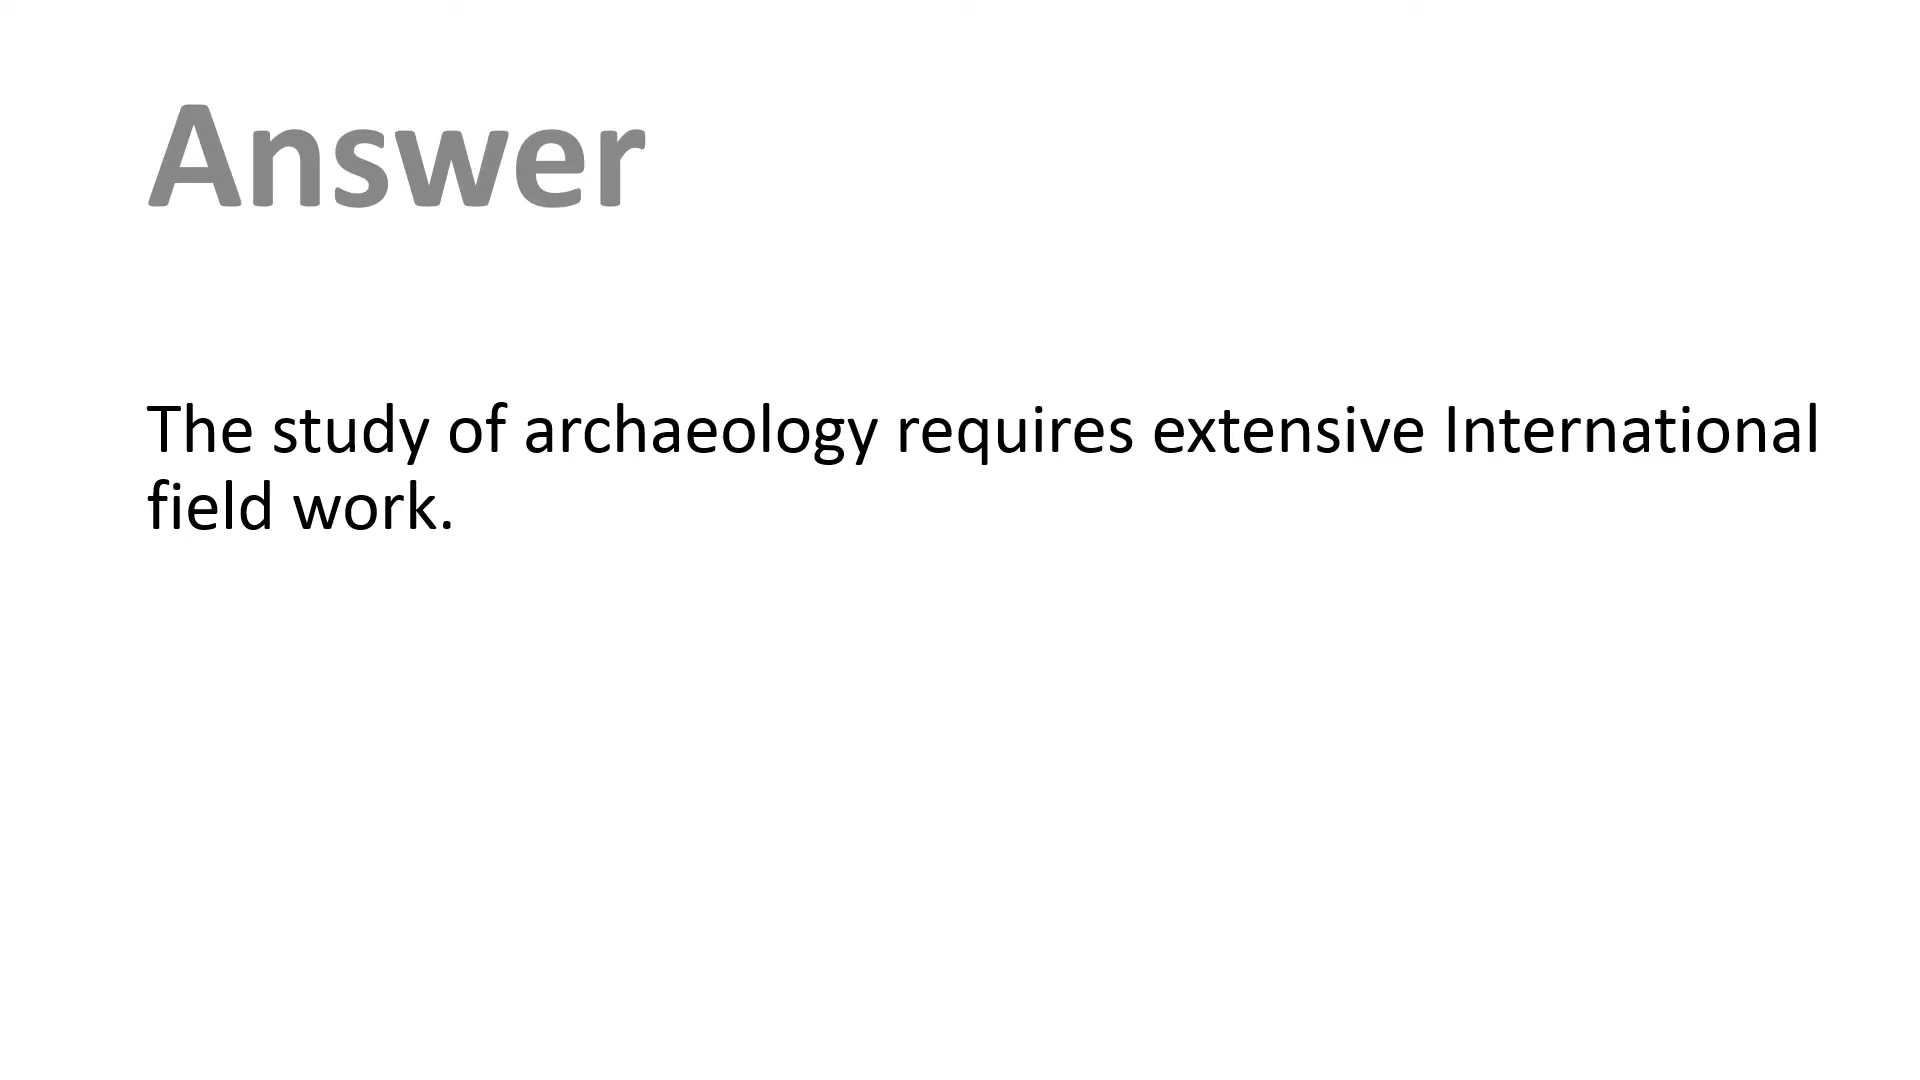 Answer
The study of archaeology requires extensive International
field work.